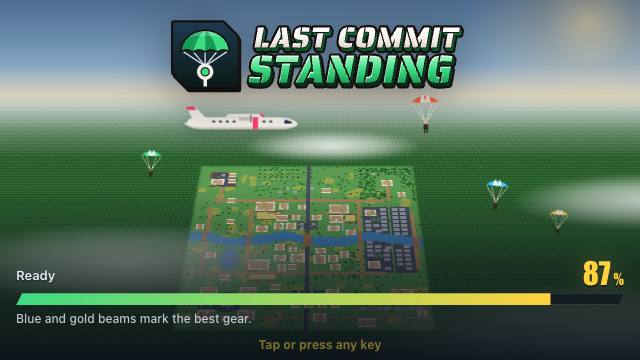 LAST COMMIT
STANDING
Ready
87%
Blue and gold beams mark the best gear.
Tap or press any key